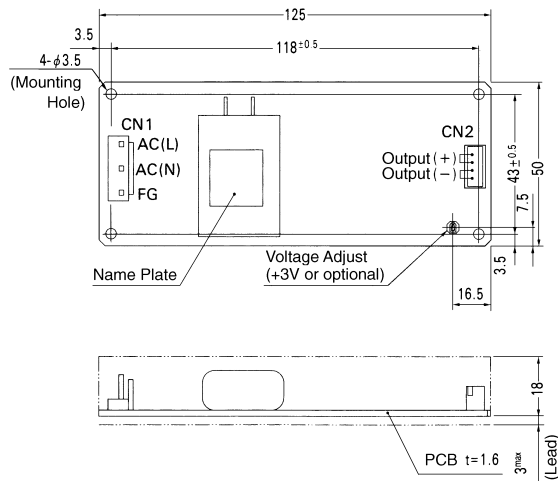 125
3.5
118±0.5
4-φ3.5
(Mounting
Hole)
CN1
AC(L)
AC(N)
FG
CN2
Output(+)
Output(−)
43±0.5
50
7.5
3.5
16.5
Name Plate
Voltage Adjust
(+3V or optional)
18
PCB t=1.6
3max
(Lead)